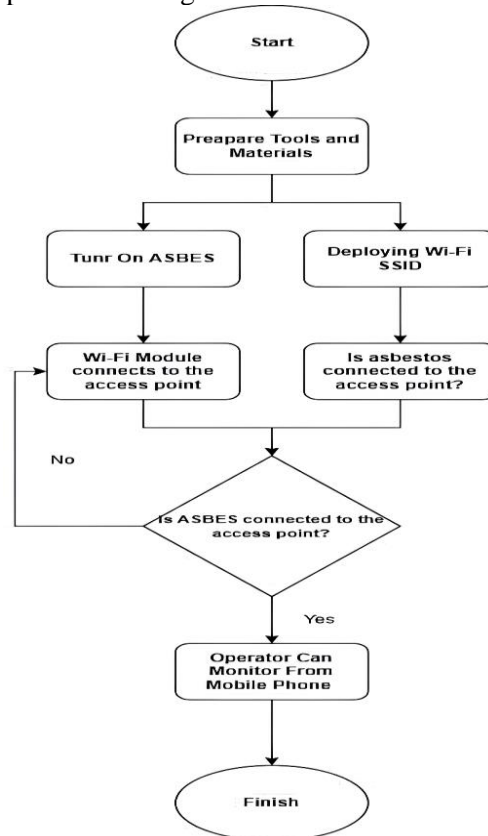 Start
Preapare Tools and
Materials
Tunr On ASBES
Deploying Wi-Fi
SSID
Wi-Fi Module
connects to the
access point
Is asbestos
connected to the
access point?
No
Is ASBES connected to the
access point?
Yes
Operator Can
Monitor From
Mobile Phone
Finish